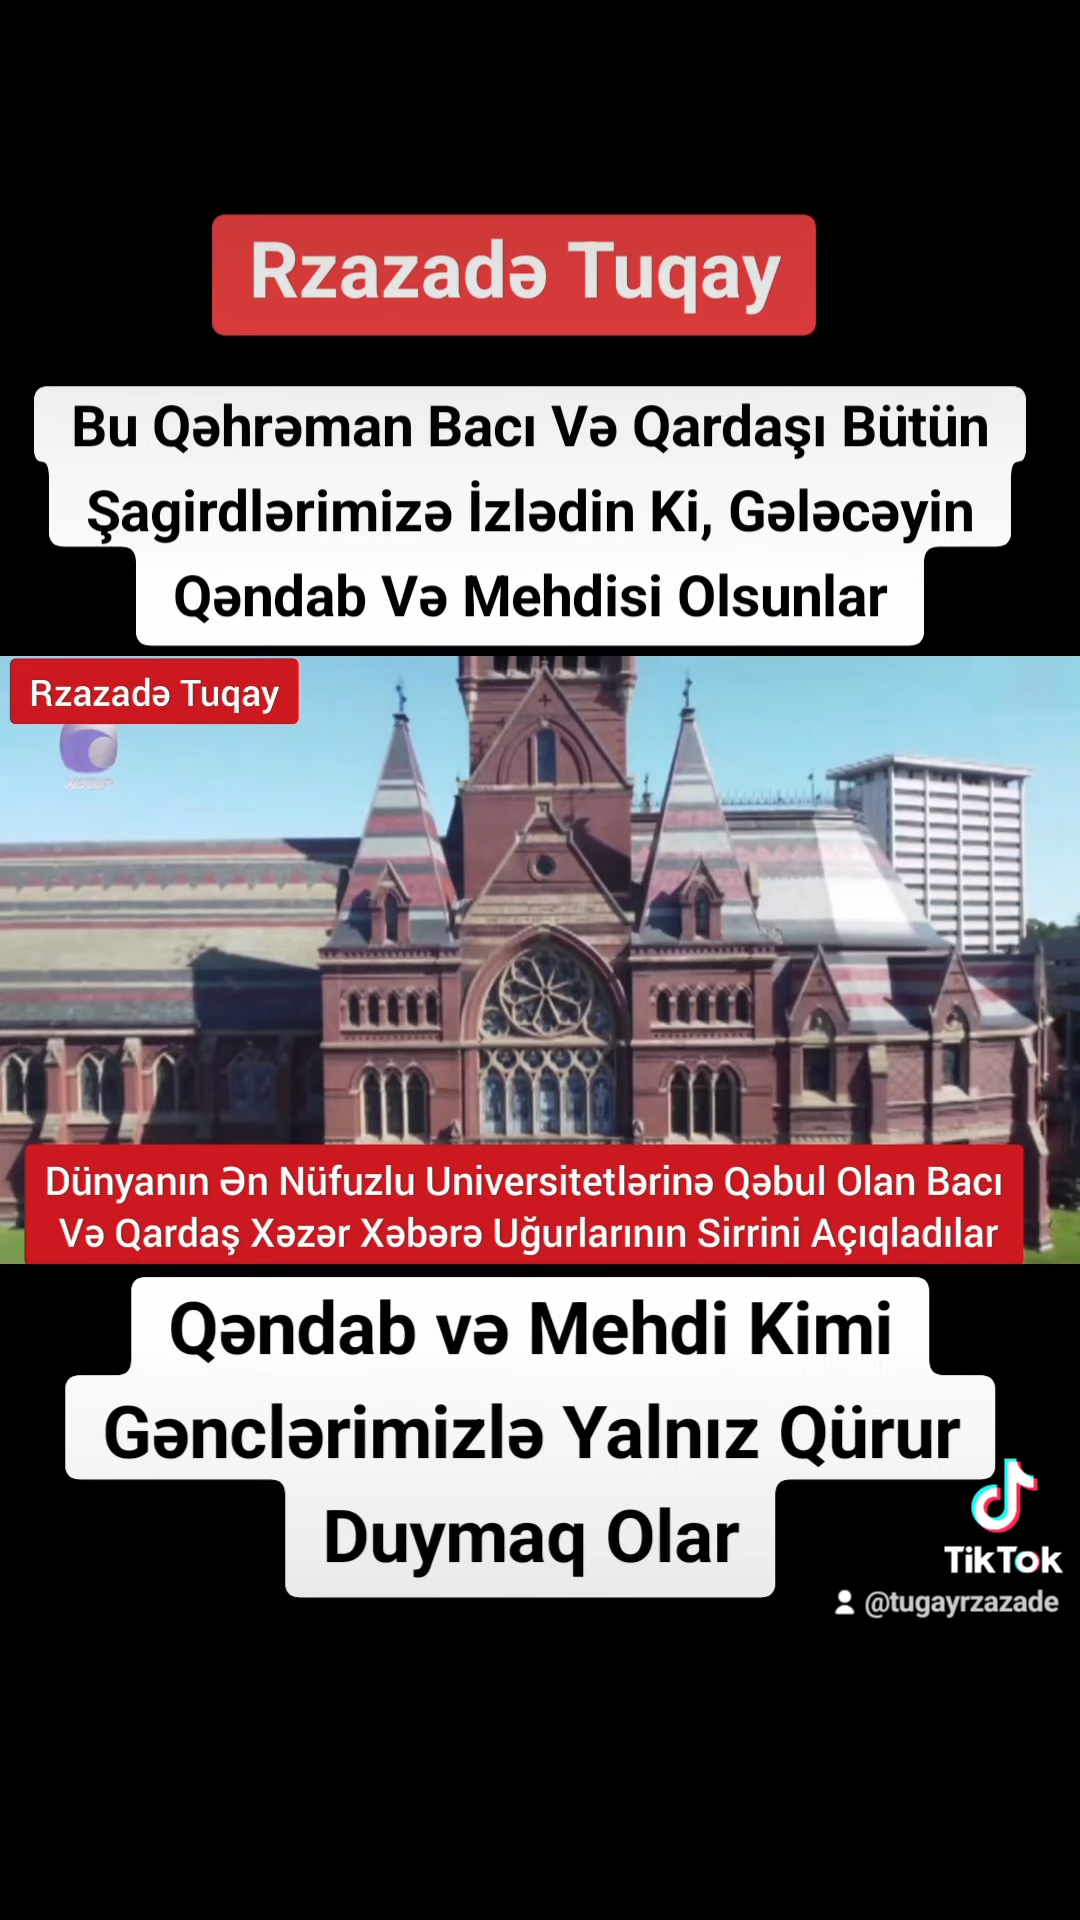 Rzazadə Tuqay
Bu Qəhrəman Bacı Və Qardaşı Bütün
Şagirdlərimizə İzlədin Ki, Gələcəyin
Qəndab Və Mehdisi Olsunlar
Rzazadə Tuqay
XƏZƏR
Dünyanın Ən Nüfuzlu Universitetlərinə Qəbul Olan Bacı
Və Qardaş Xəzər Xəbərə Uğurlarının Sirrini Açıqladılar
Qəndab və Mehdi Kimi
Gənclərimizlə Yalnız Qürur
Duymaq Olar
TikTok
@tugayrzazade